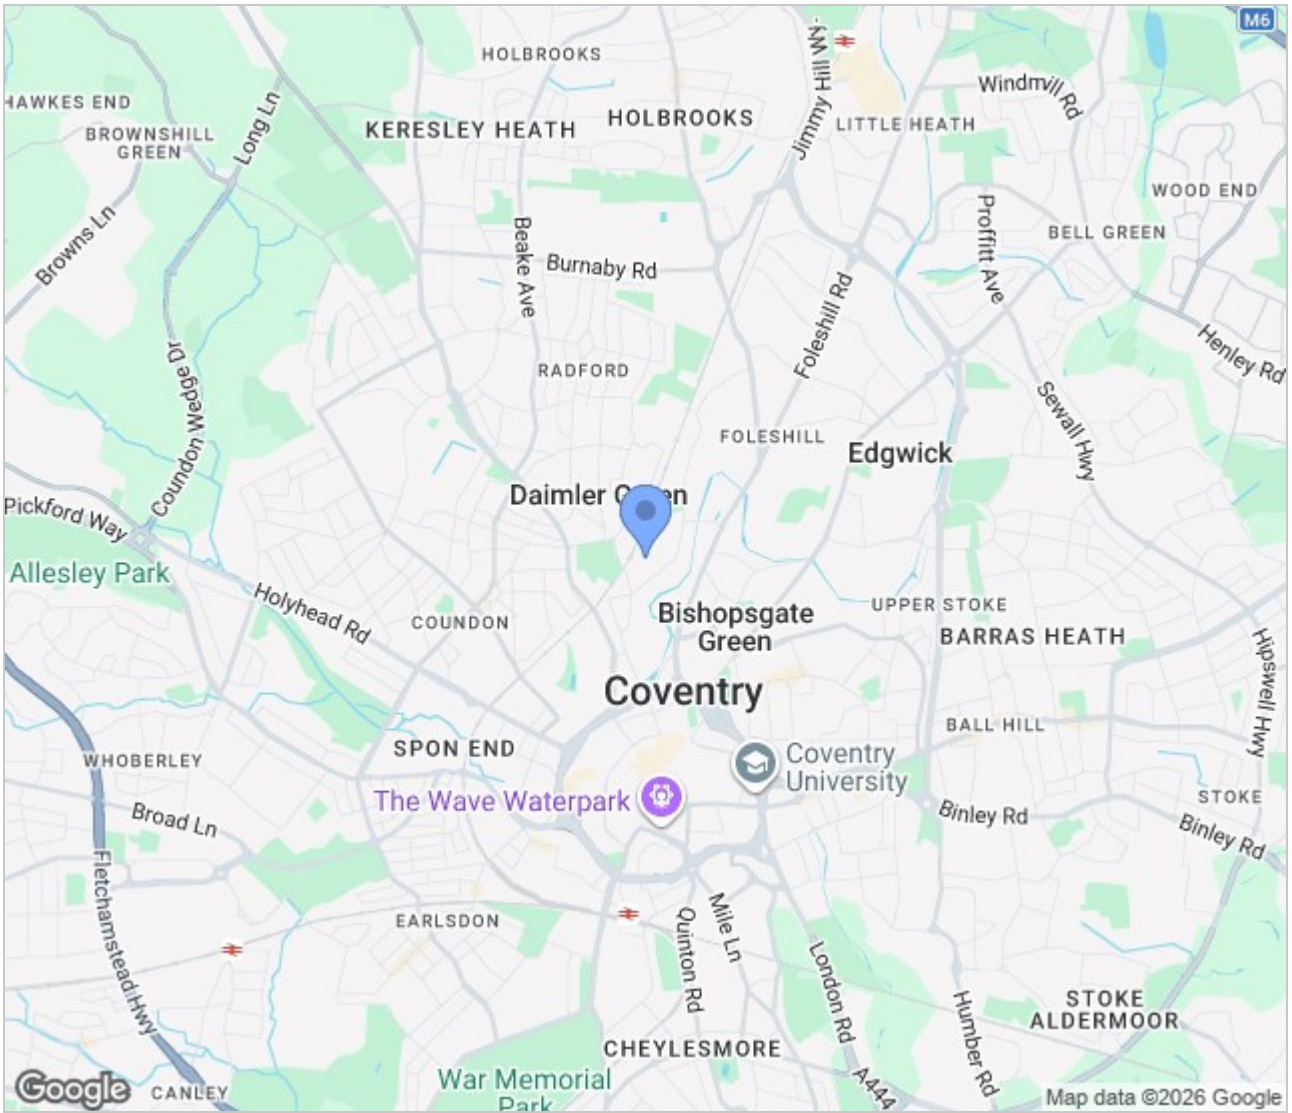 M6
HOLBROOKS
Jimmy Hill Wy
Windmill Rd
HAWKES END
HOLBROOKS
KERESLEY HEATH
LITTLE HEATH
BROWNSHILL
GREEN
Long Ln
WOOD END
Browns Ln
Beake Ave
Proffitt Ave
BELL GREEN
Burnaby Rd
Foleshill Rd
Henley Rd
Coundon Wedge Dr
RADFORD
Sewall Hwy
FOLESHILL
Edgwick
Pickford Way
Allesley Park
Holyhead Rd
COUNDON
Bishopsgate
Green
UPPER STOKE
BARRAS HEATH
Hipswell Hwy
Coventry
BALL HILL
SPON END
WHOBERLEY
Coventry
University
The Wave Waterpark
STOKE
Broad Ln
Binley Rd
Binley Rd
Fletchamstead Hwy
EARLSDON
Quinton Rd
Mile Ln
London Rd
Humber Rd
STOKE
ALDERMOOR
CHEYLESMORE
War Memorial
Park
A444
CANLEY
Google
Map data ©2026 Google
Daimler